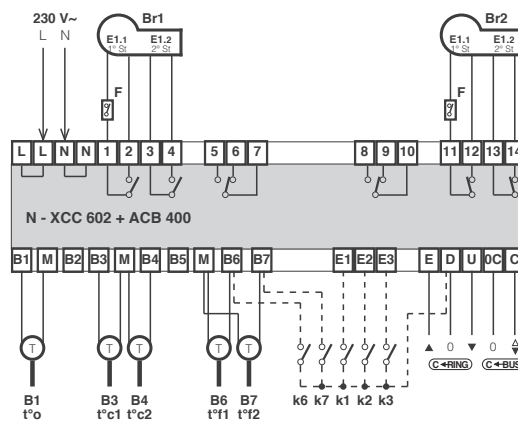 230 V~ Br1 Br2
L N E1.1 E1.2 E1.1 E1.2
1° St 2° St 1° St 2° St
F F
L L N N 1 2 3 4 5 6 7 8 9 10 11 12 13 14
N - XCC 602 + ACB 400
B1 M B2 B3 M B4 B5 M B6 B7 E1 E2 E3 E D U 0C C
T T T T T 0 0
C RING C BUS
B1 B3 B4 B6 B7 k6 k7 k1 k2 k3
t°o t°c1 t°c2 t°f1 t°f2